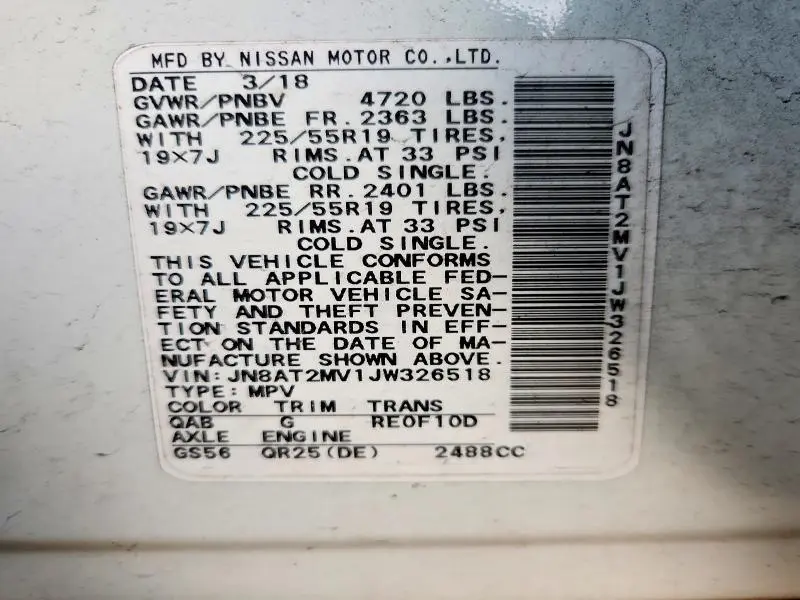 MFD BY NISSAN MOTOR CO.,LTD.
DATE 3/18
GVWR/PNBV 4720 LBS.
GAWR/PNBE FR. 2363 LBS.
WITH 225/55R19 TIRES,
19×7J RIMS.AT 33 PSI
COLD SINGLE.
GAWR/PNBE RR. 2401 LBS.
WITH 225/55R19 TIRES,
19×7J RIMS.AT 33 PSI
COLD SINGLE.
THIS VEHICLE CONFORMS
TO ALL APPLICABLE FED-
ERAL MOTOR VEHICLE SA-
FETY AND THEFT PREVEN-
TION STANDARDS IN EFF-
ECT ON THE DATE OF MA-
NUFACTURE SHOWN ABOVE.
VIN: JN8AT2MV1JW326518
TYPE: MPV
COLOR TRIM TRANS
QAB G RE0F10D
AXLE ENGINE
GS56 QR25(DE) 2488CC
JN8AT2MV1JW326518